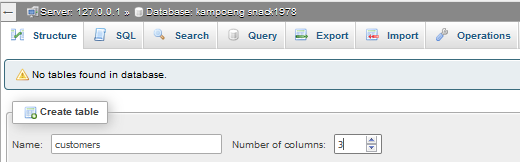 Server: 127.0.0.1 » Database: kampoeng snack1978
Structure SQL Search Query Export Import Operations
No tables found in database.
Create table
Name: customers Number of columns: 3